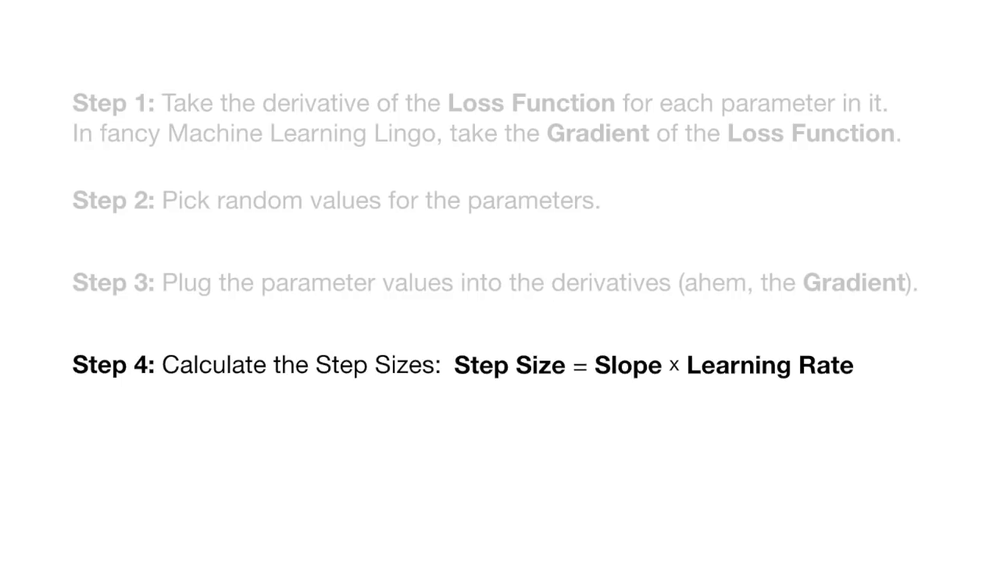 Step 1: Take the derivative of the Loss Function for each parameter in it.
In fancy Machine Learning Lingo, take the Gradient of the Loss Function.
Step 2: Pick random values for the parameters.
Step 3: Plug the parameter values into the derivatives (ahem, the Gradient).
Step 4: Calculate the Step Sizes: Step Size = Slope x Learning Rate